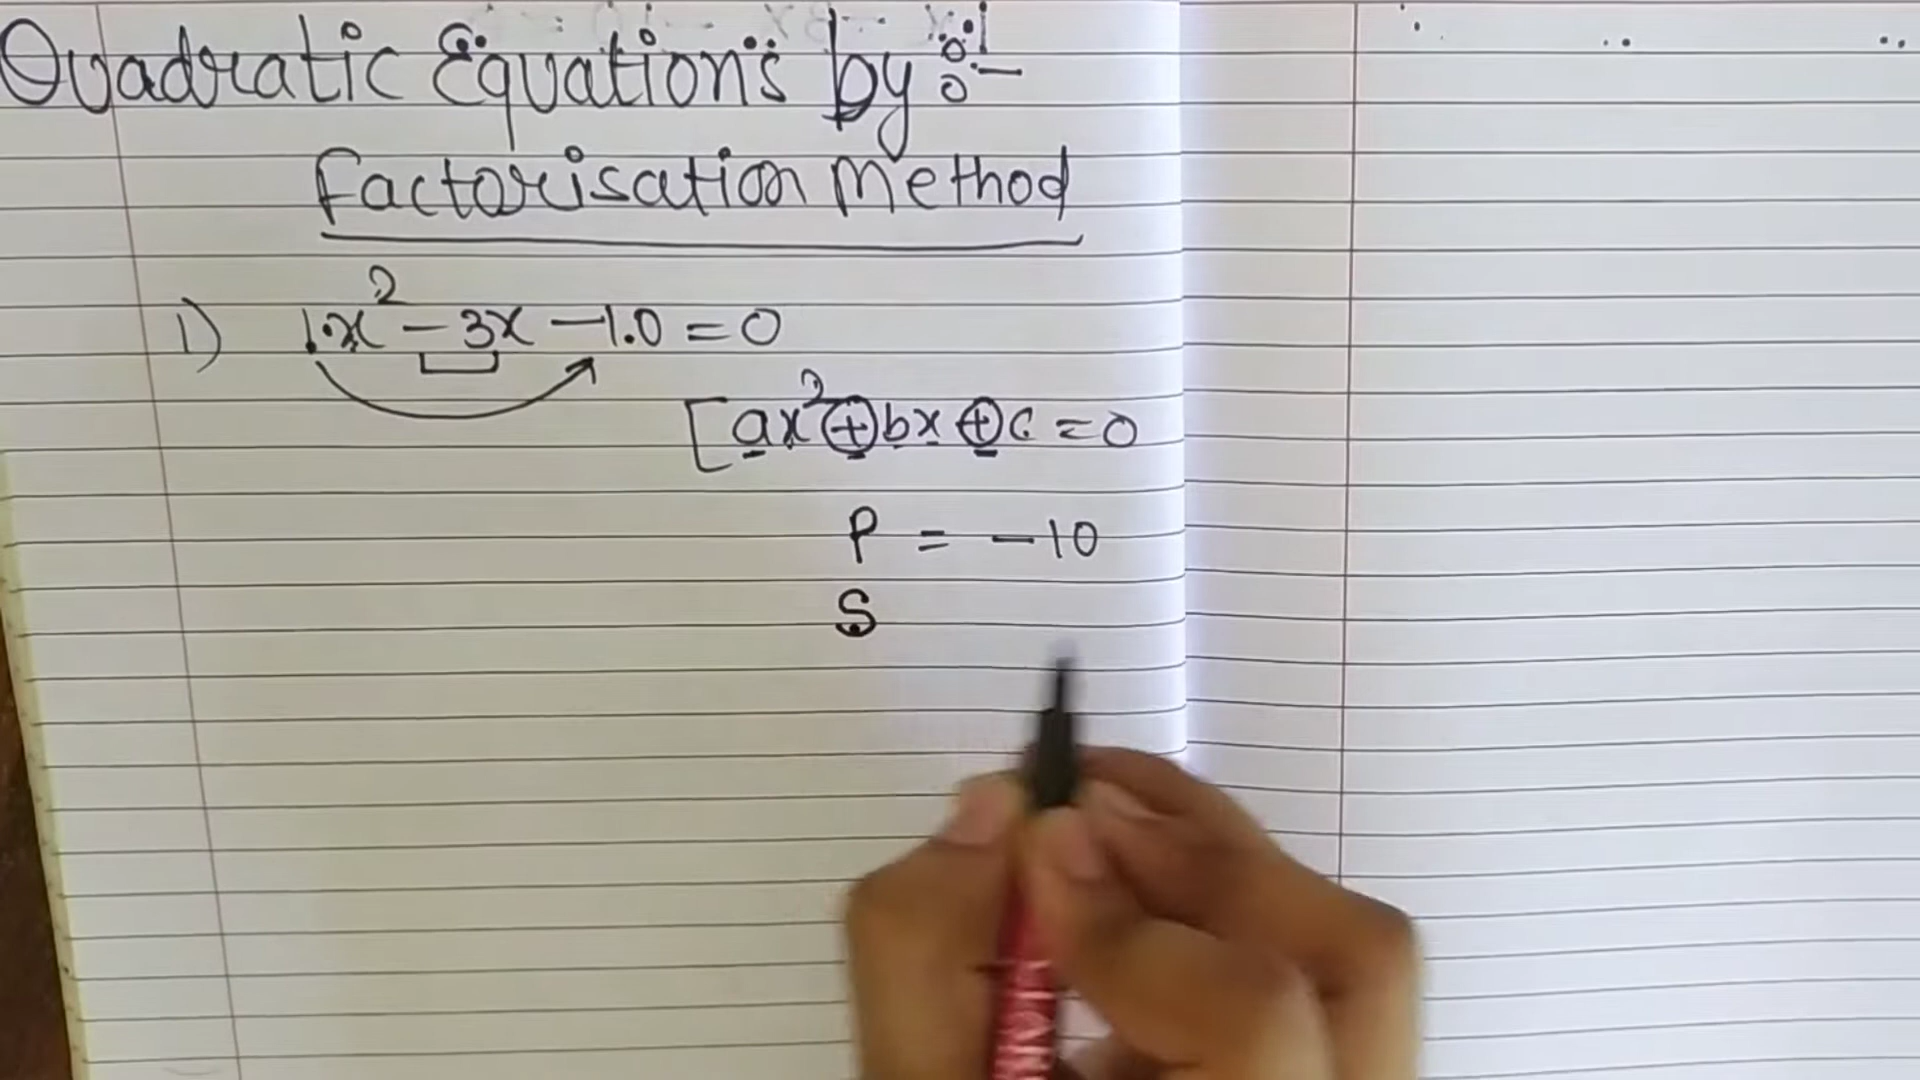 Quadratic Equations by :-
Factorisation Method
1) 1.x² - 3x - 1.0 = 0
[ax² + bx + c = 0
P = -10
S